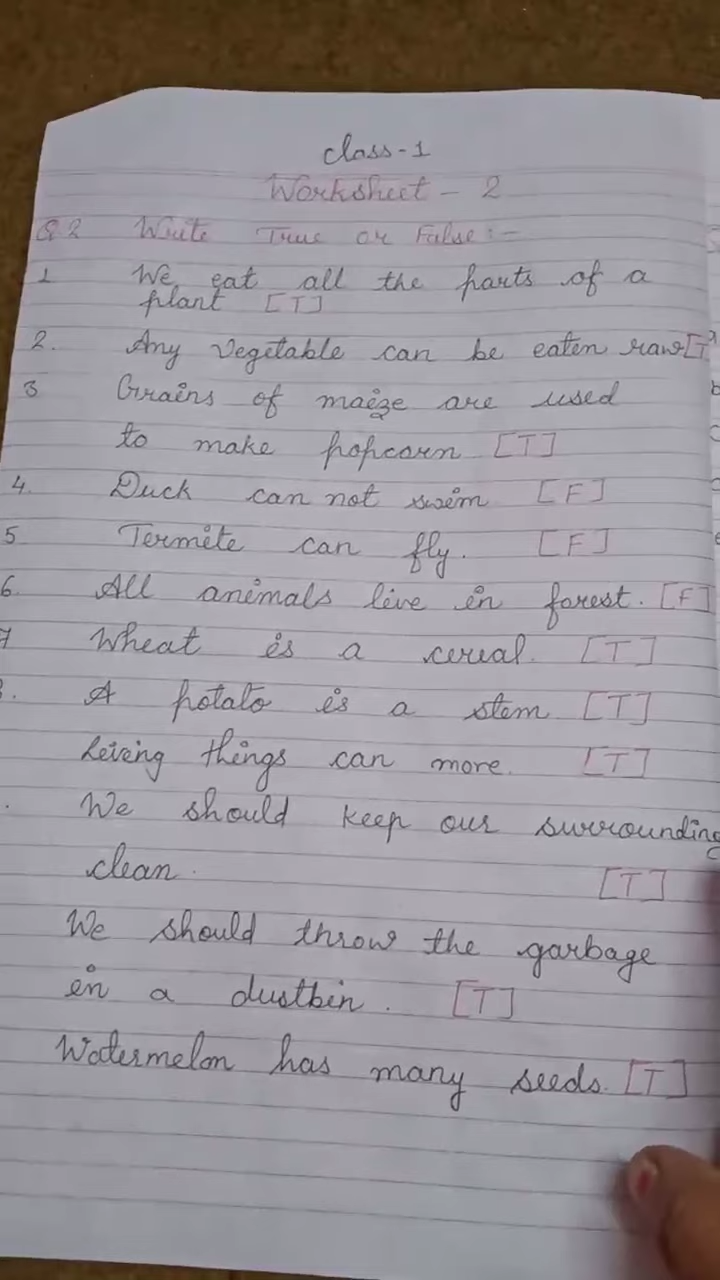 class-1
Worksheet - 2
Q.2 Write True or False:-
1 We eat all the parts of a
plant [T]
2. Any vegetable can be eaten raw [T]
3 Grains of maize are used
to make popcorn [T]
4. Duck can not swim [F]
5 Termite can fly. [F]
6. All animals live in forest. [F]
7 Wheat is a cereal. [T]
. A potato is a stem [T]
Living things can more. [T]
. We should keep our surrounding
clean. [T]
We should throw the garbage
in a dustbin. [T]
Watermelon has many seeds. [T]